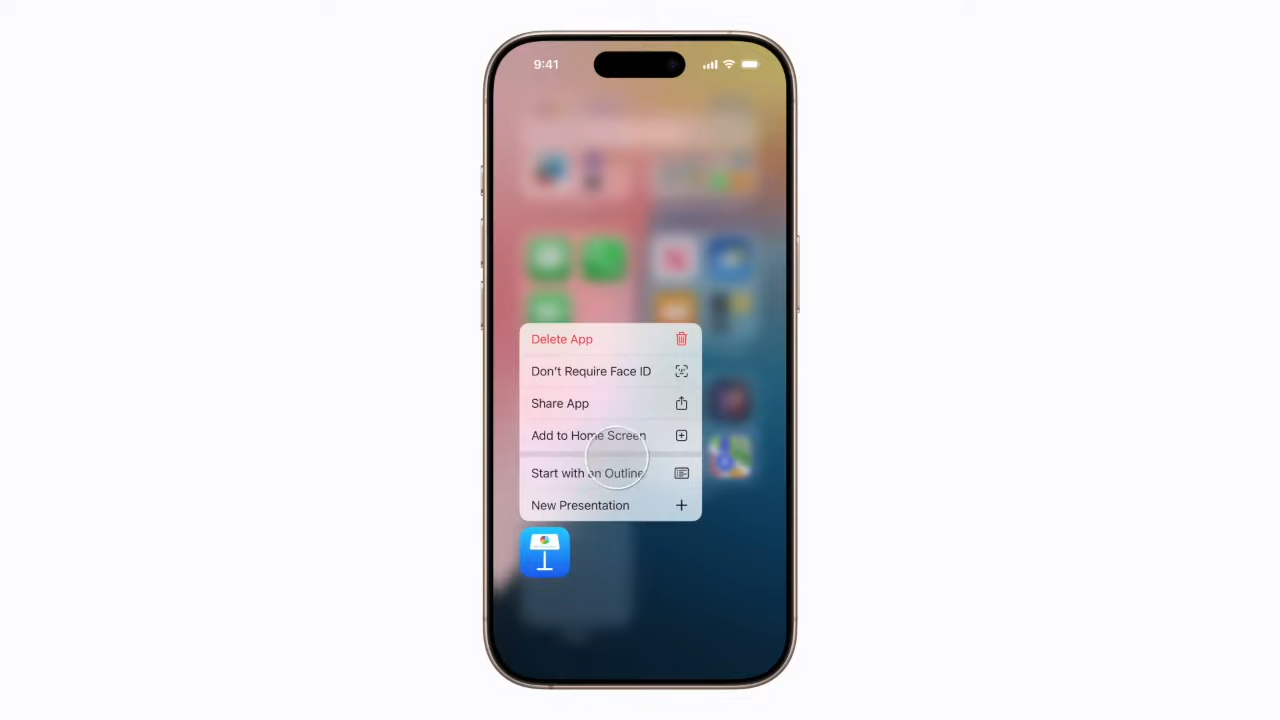 9:41
Delete App
Don't Require Face ID
Share App
Add to Home Screen
Start with an Outline
New Presentation